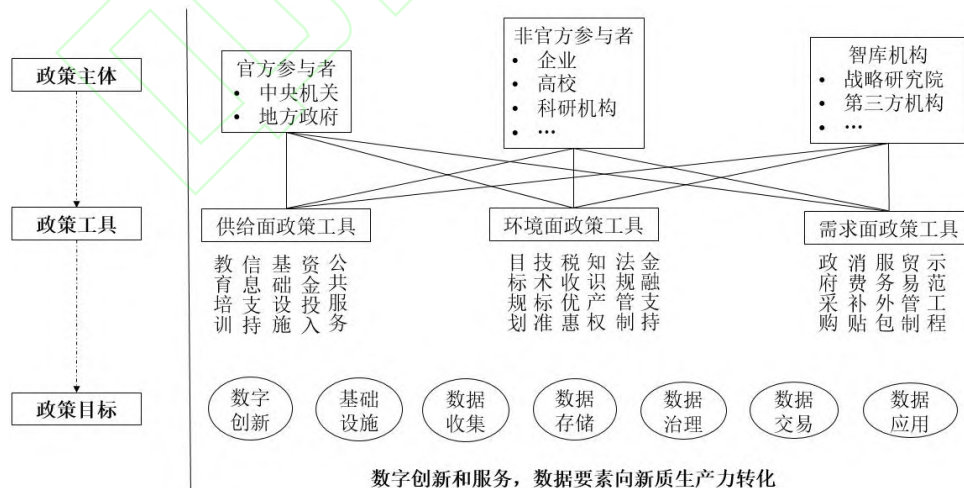 政策主体
官方参与者
• 中央机关
• 地方政府
非官方参与者
• 企业
• 高校
• 科研机构
• …
智库机构
• 战略研究院
• 第三方机构
• …
政策工具
供给面政策工具
环境面政策工具
需求面政策工具
教育培训
信息支持
基础设施
资金投入
公共服务
目标规划
技术标准
税收优惠
知识产权
法规管制
金融支持
政府采购
消费补贴
服务外包
贸易管制
示范工程
政策目标
数字
创新
基础
设施
数据
收集
数据
存储
数据
治理
数据
交易
数据
应用
数字创新和服务，数据要素向新质生产力转化